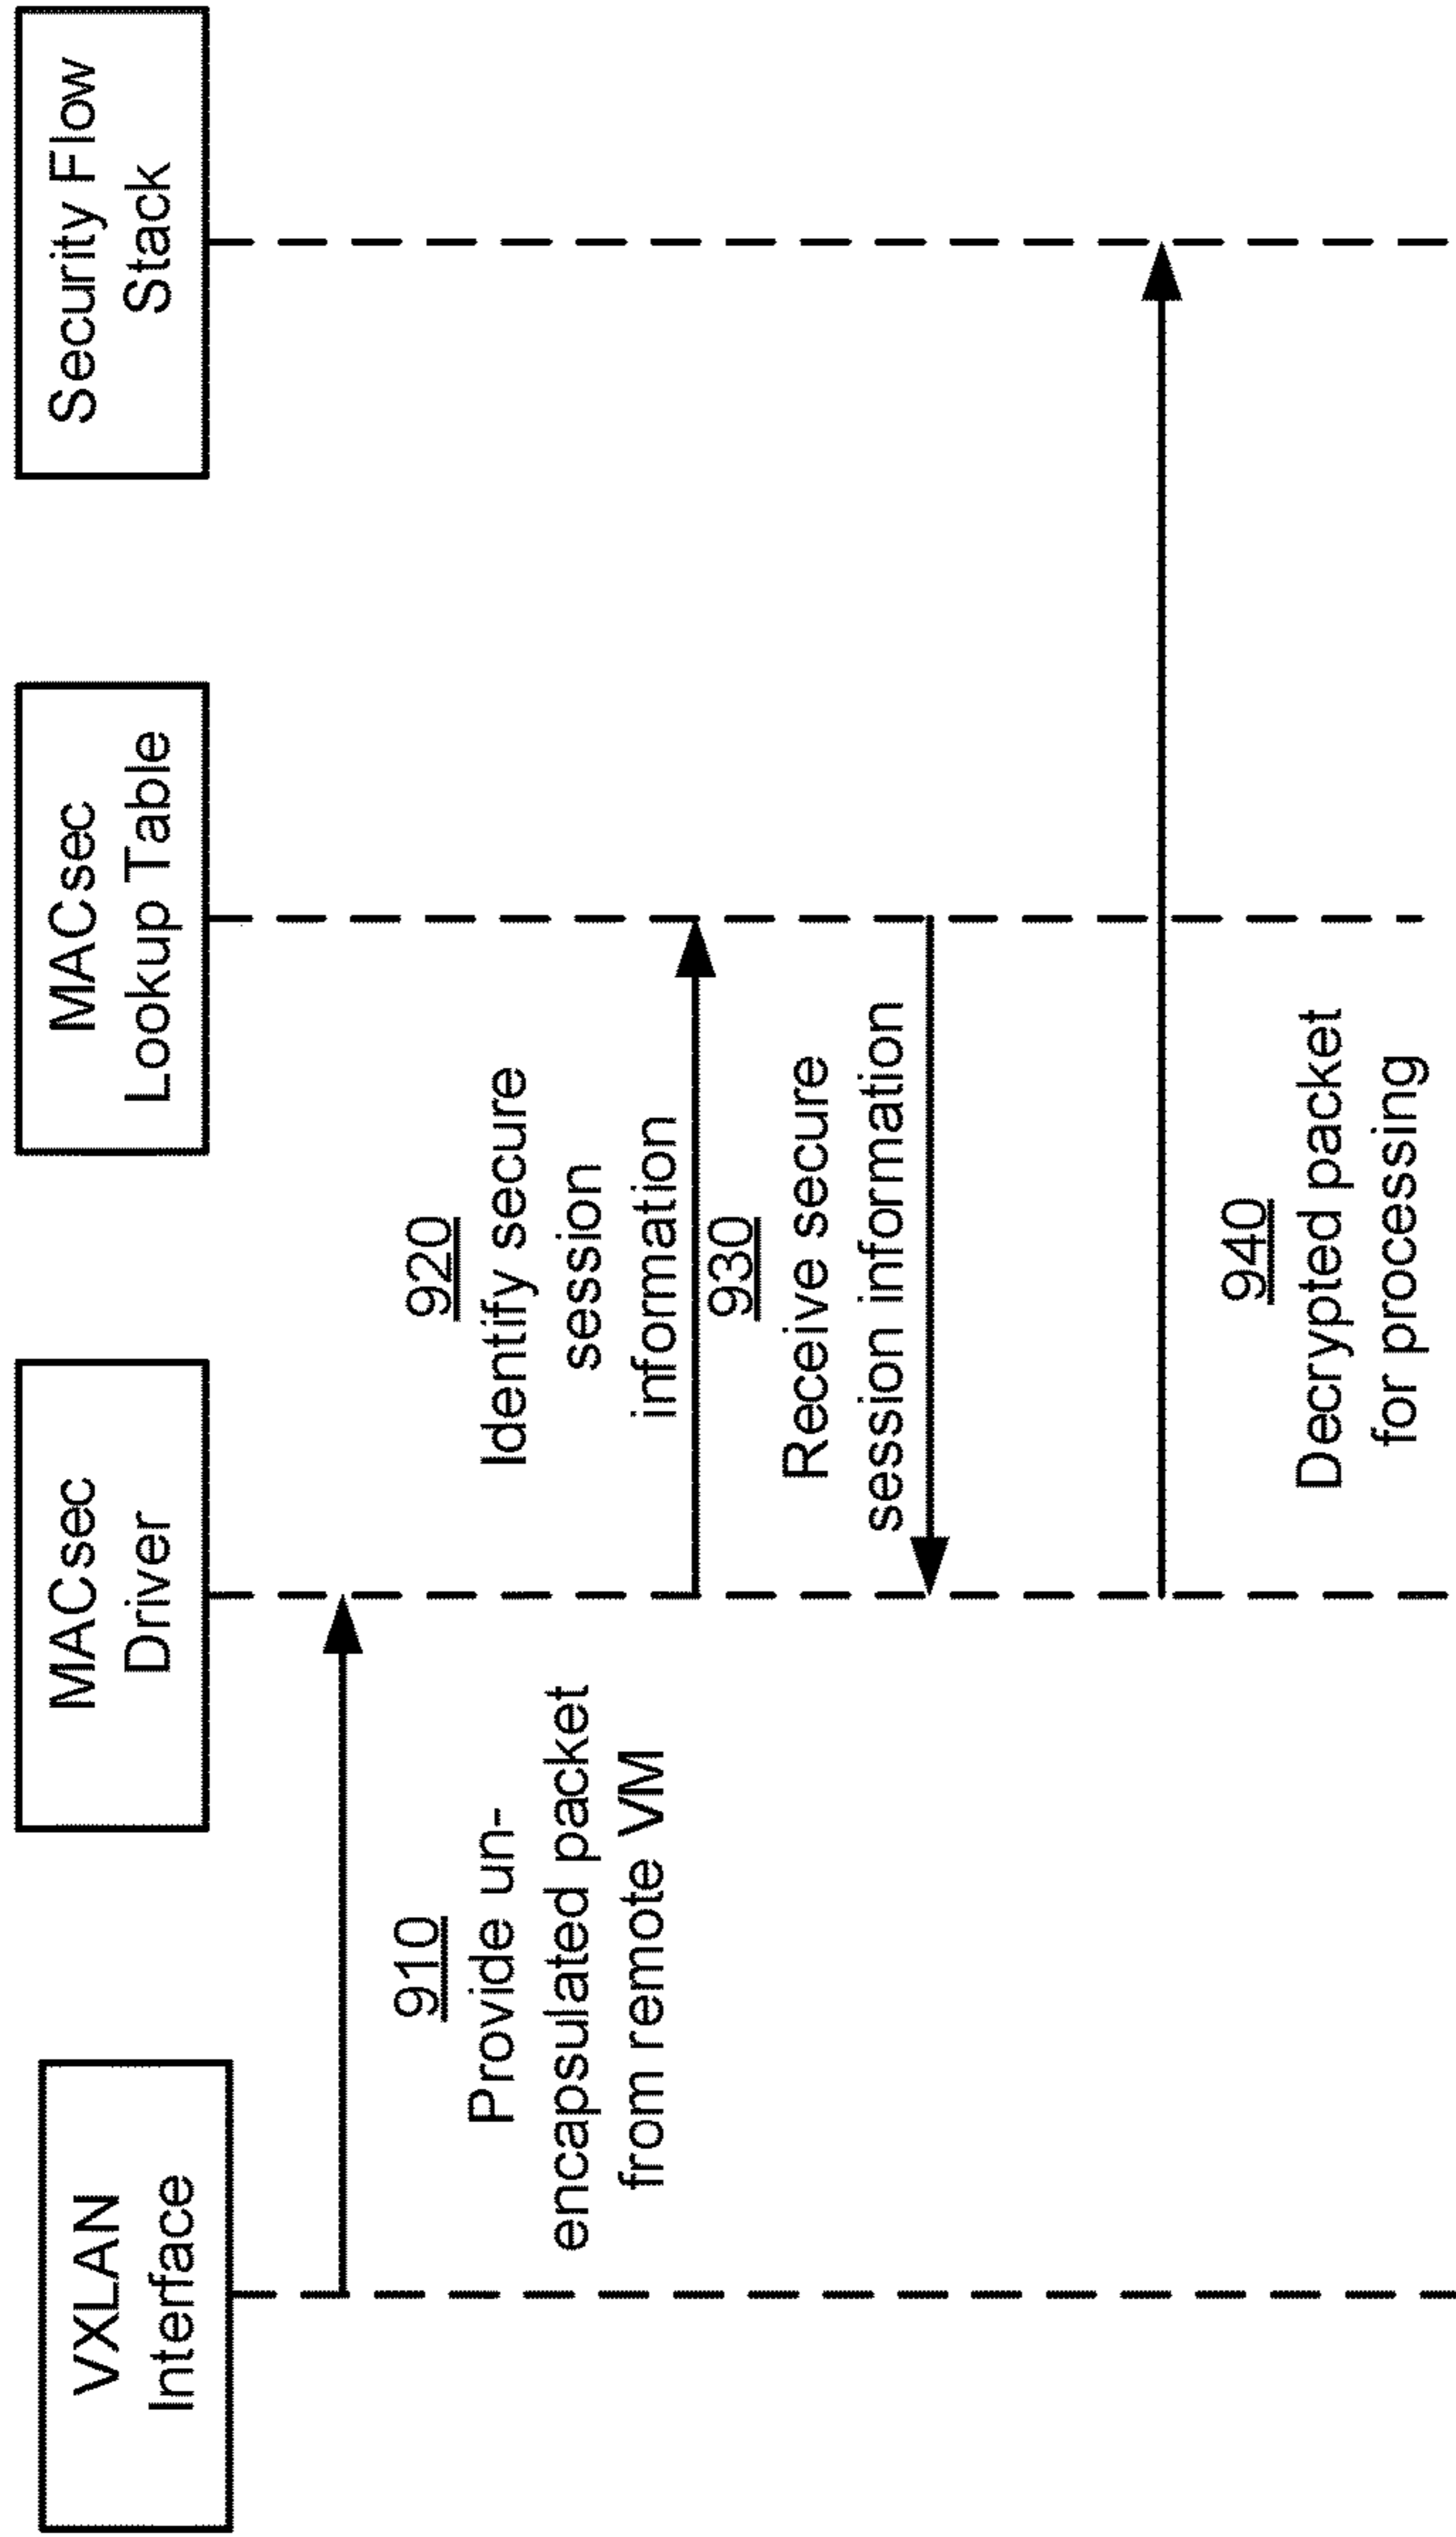 VXLAN
Interface
MACsec
Driver
MACsec
Lookup Table
Security Flow
Stack
910
Provide un-
encapsulated packet
from remote VM
920
Identify secure
session
information
930
Receive secure
session information
940
Decrypted packet
for processing